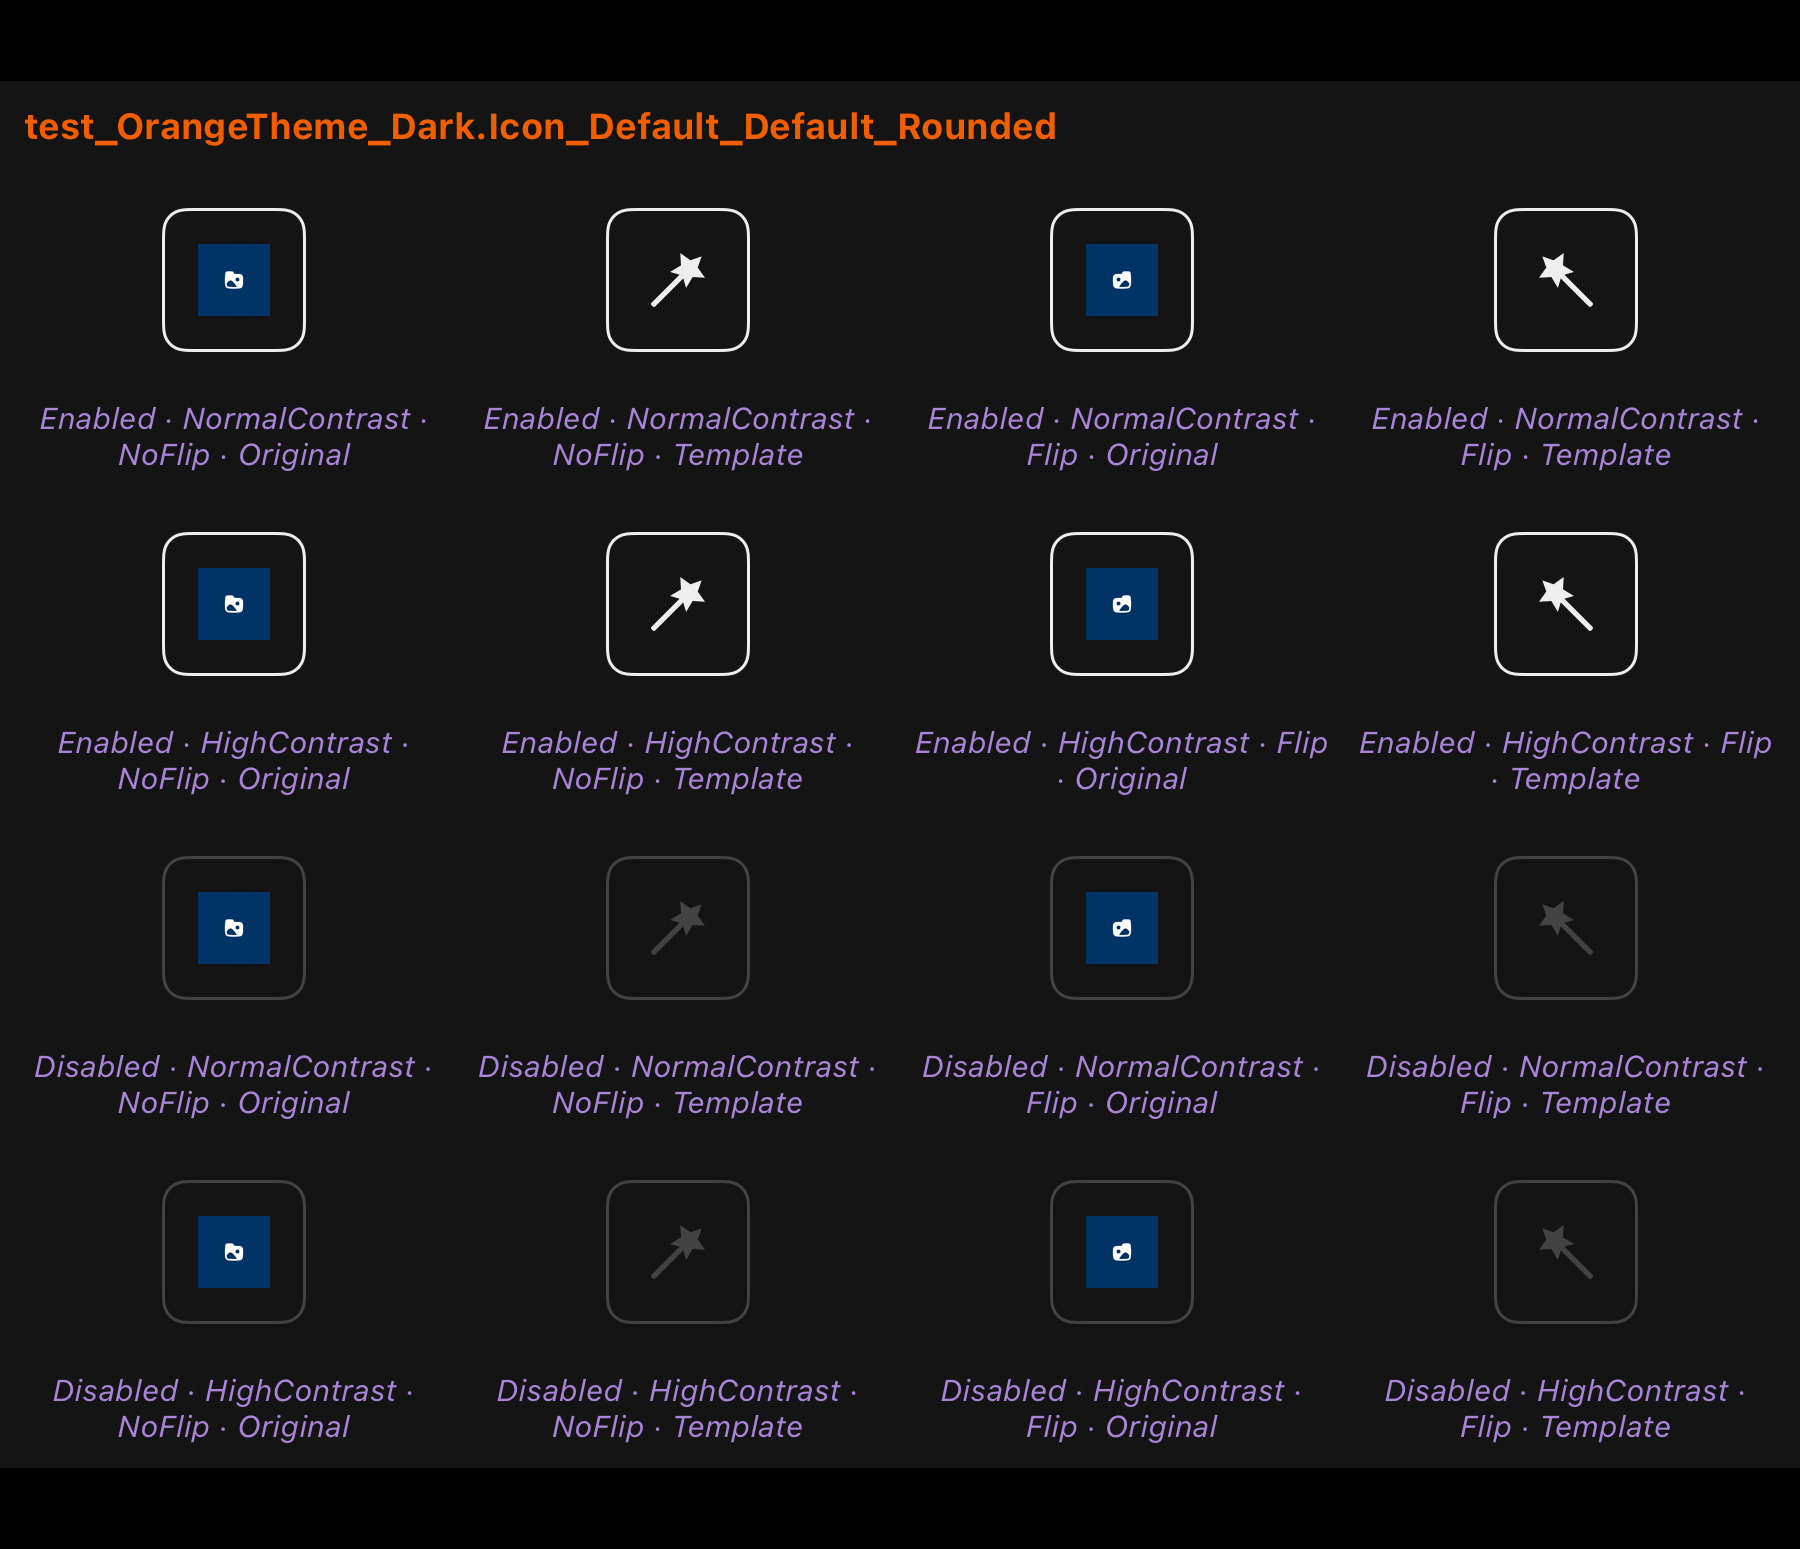 test_OrangeTheme_Dark.Icon_Default_Default_Rounded
Enabled · NormalContrast ·
NoFlip · Original
Enabled · NormalContrast ·
NoFlip · Template
Enabled · NormalContrast ·
Flip · Original
Enabled · NormalContrast ·
Flip · Template
Enabled · HighContrast ·
NoFlip · Original
Enabled · HighContrast ·
NoFlip · Template
Enabled · HighContrast · Flip
· Original
Enabled · HighContrast · Flip
· Template
Disabled · NormalContrast ·
NoFlip · Original
Disabled · NormalContrast ·
NoFlip · Template
Disabled · NormalContrast ·
Flip · Original
Disabled · NormalContrast ·
Flip · Template
Disabled · HighContrast ·
NoFlip · Original
Disabled · HighContrast ·
NoFlip · Template
Disabled · HighContrast ·
Flip · Original
Disabled · HighContrast ·
Flip · Template